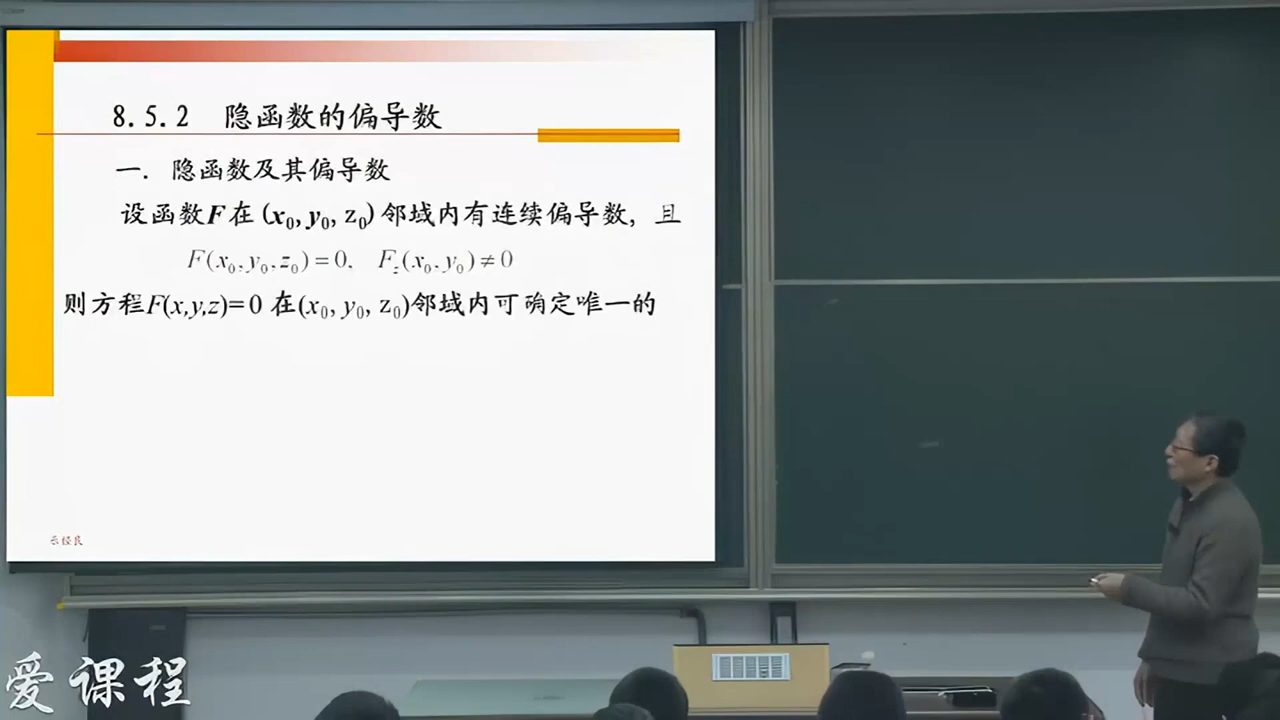 8.5.2 隐函数的偏导数
一. 隐函数及其偏导数
设函数F在(x₀, y₀, z₀)邻域内有连续偏导数, 且
F(x₀, y₀, z₀) = 0, F_z(x₀, y₀) ≠ 0
则方程F(x,y,z)= 0 在(x₀, y₀, z₀)邻域内可确定唯一的
爱课程